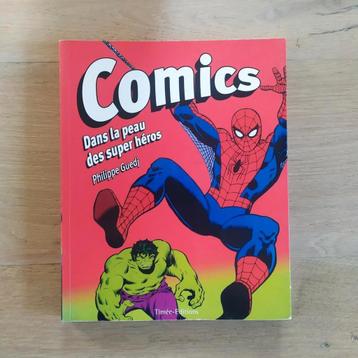 Comics
Dans la peau
des super héros
Philippe Guedj
Timée-Editions